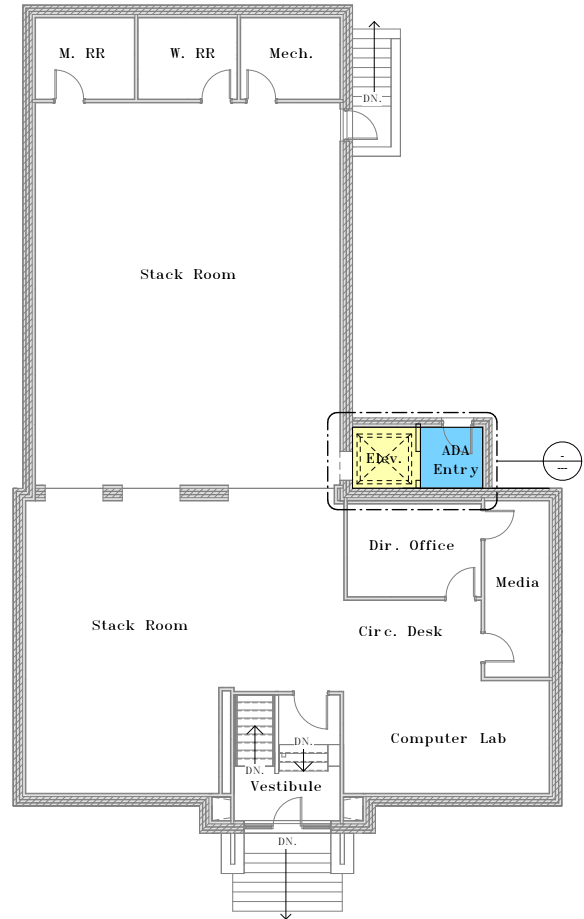 M. RR
W. RR
Mech.
DN.
Stack Room
Elev.
ADA
Entry
Dir. Office
Media
Stack Room
Circ. Desk
Computer Lab
DN.
DN.
Vestibule
DN.